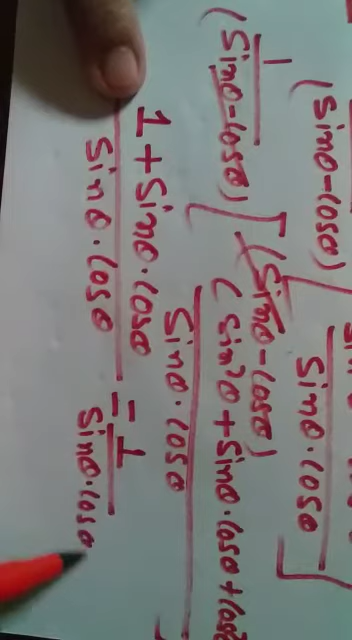 (sinθ-cosθ) sinθ.cosθ
1 (sinθ-cosθ)
(sinθ-cosθ) (sin²θ+sinθ.cosθ+cos²
sinθ.cosθ
1+sinθ.cosθ = 1
sinθ.cosθ sinθ.cosθ